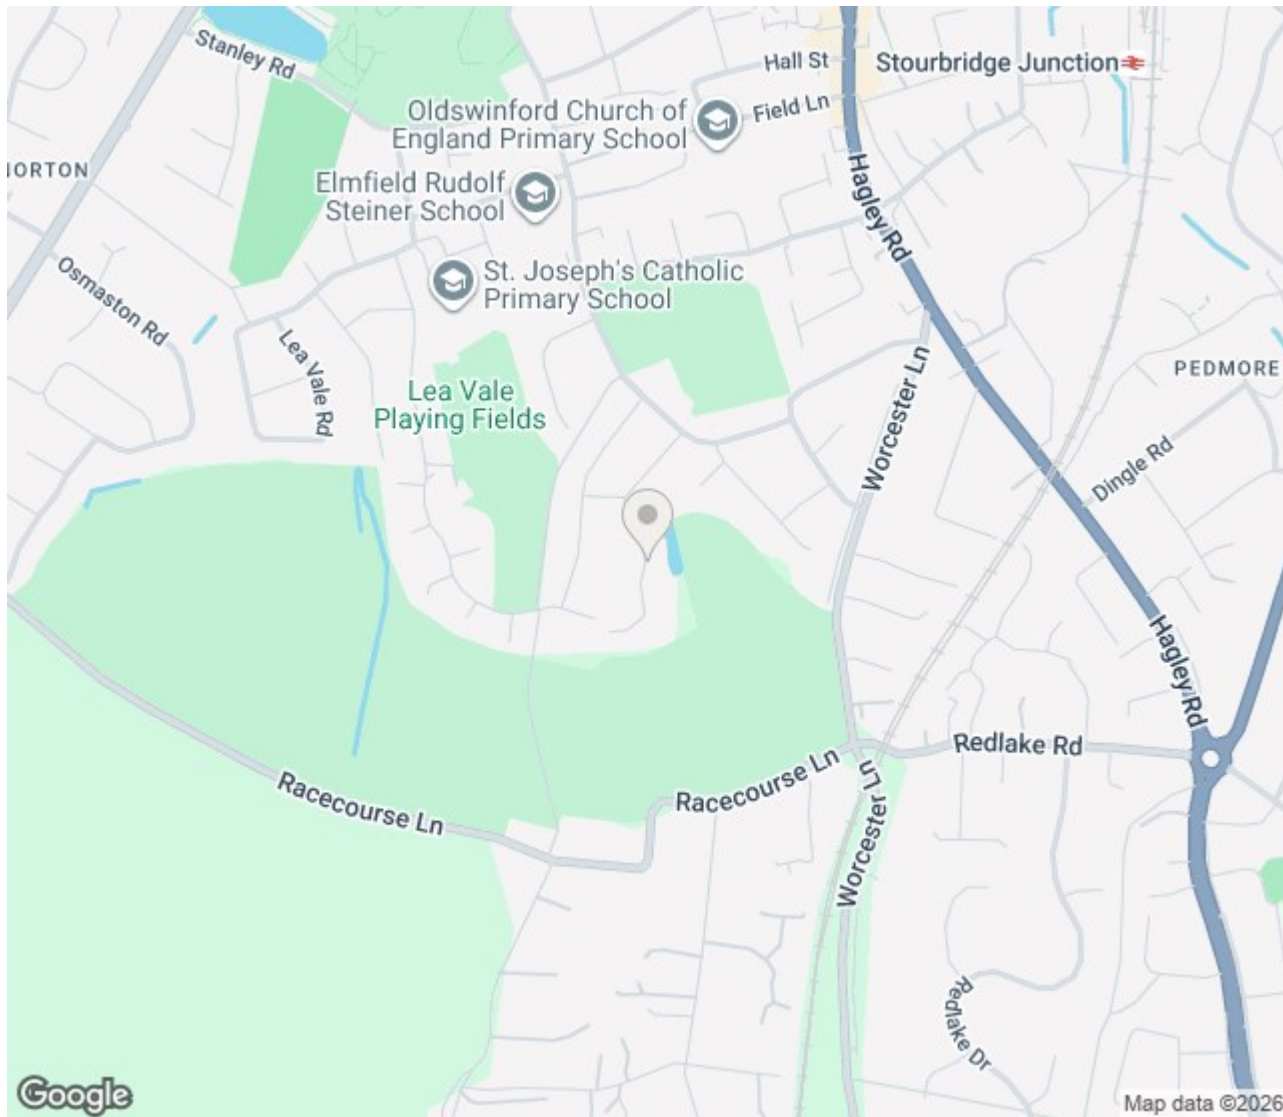 Stanley Rd
Hall St
Stourbridge Junction
Oldswinford Church of
England Primary School
Field Ln
Elmfield Rudolf
Steiner School
Hagley Rd
NORTON
St. Joseph's Catholic
Primary School
Osmaston Rd
Lea Vale Rd
Lea Vale
Playing Fields
Worcester Ln
PEDMORE
Dingle Rd
Hagley Rd
Redlake Rd
Racecourse Ln
Racecourse Ln
Worcester Ln
Redlake Dr
Google
Map data ©2026